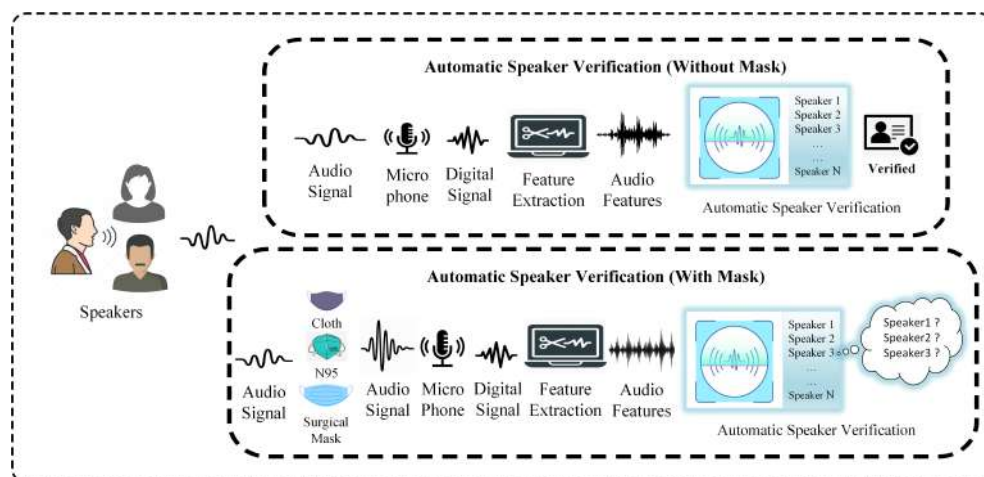 Automatic Speaker Verification (Without Mask)
Speaker 1
Speaker 2
Speaker 3
...
...
Speaker N
Audio
Signal
Micro
phone
Digital
Signal
Feature
Extraction
Audio
Features
Verified
Automatic Speaker Verification
Speakers
Automatic Speaker Verification (With Mask)
Cloth
N95
Surgical
Mask
Audio
Signal
Audio
Signal
Micro
Phone
Digital
Signal
Feature
Extraction
Audio
Features
Speaker 1
Speaker 2
Speaker 3
...
...
Speaker N
Speaker1 ?
Speaker2 ?
Speaker3 ?
Automatic Speaker Verification